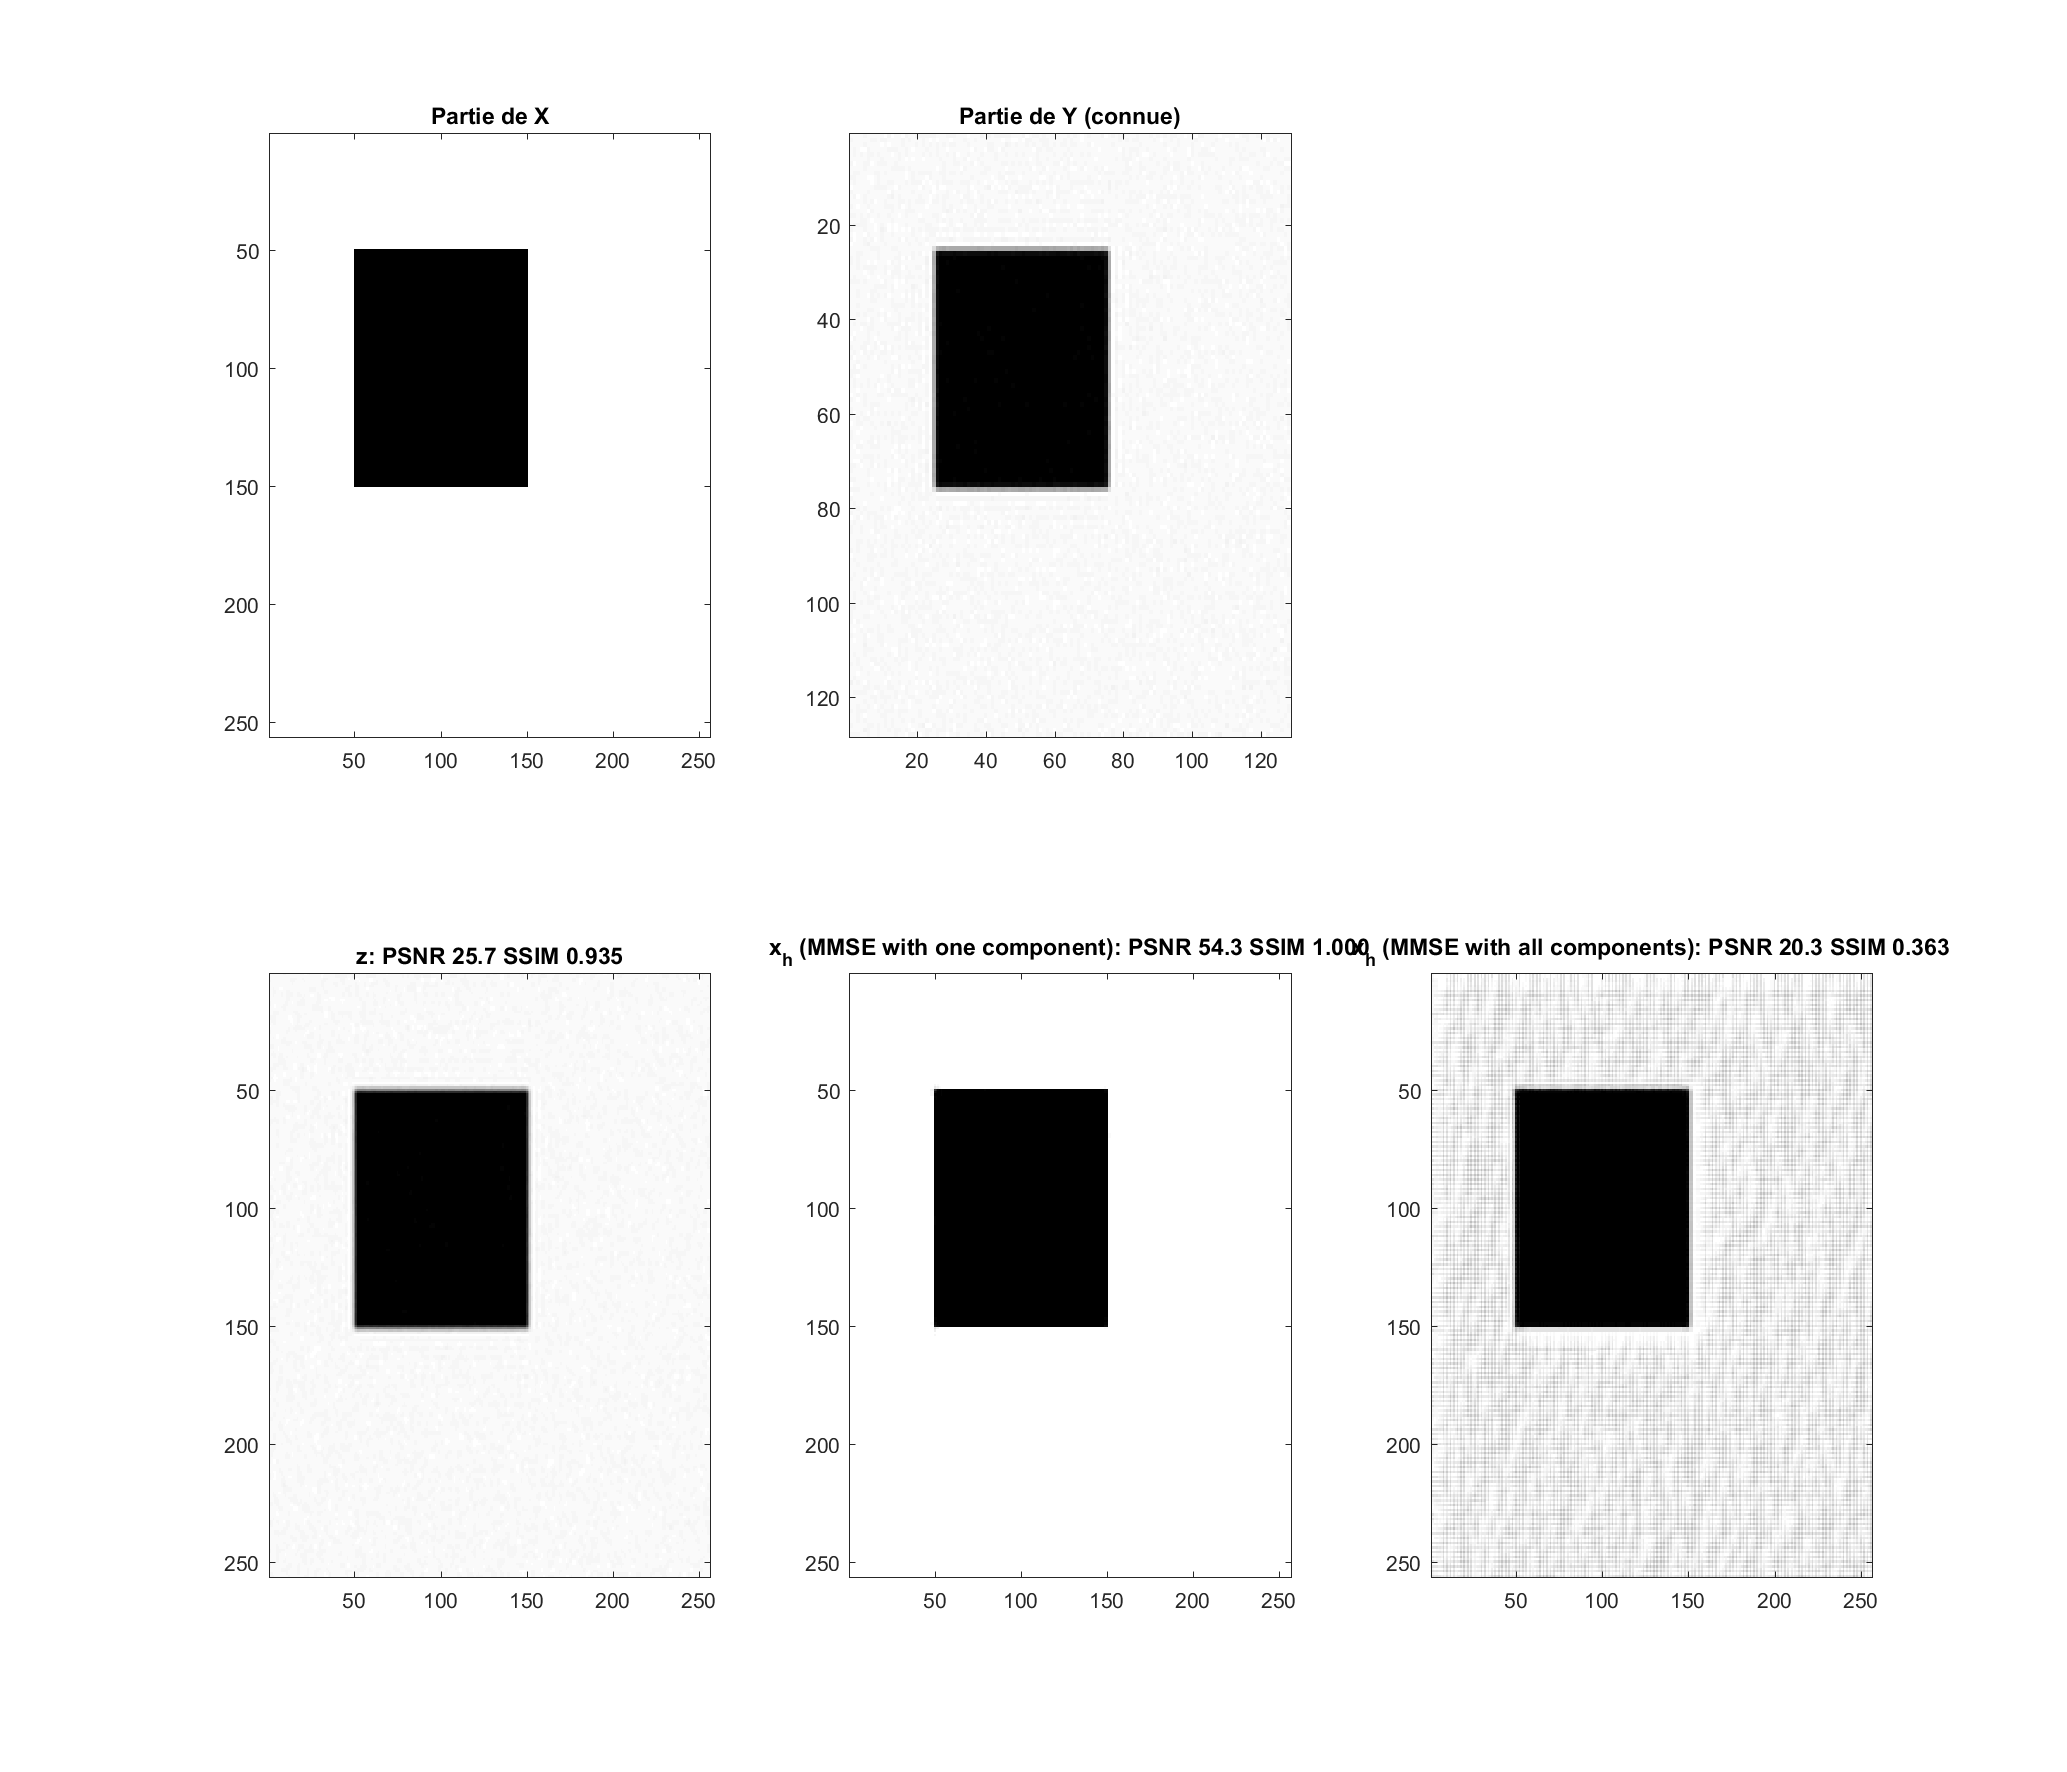 Partie de X
50
100
150
200
250
50 100 150 200 250
Partie de Y (connue)
20
40
60
80
100
120
20 40 60 80 100 120
z: PSNR 25.7 SSIM 0.935
50
100
150
200
250
50 100 150 200 250
x_h (MMSE with one component): PSNR 54.3 SSIM 1.000
50
100
150
200
250
50 100 150 200 250
x_h (MMSE with all components): PSNR 20.3 SSIM 0.363
50
100
150
200
250
50 100 150 200 250